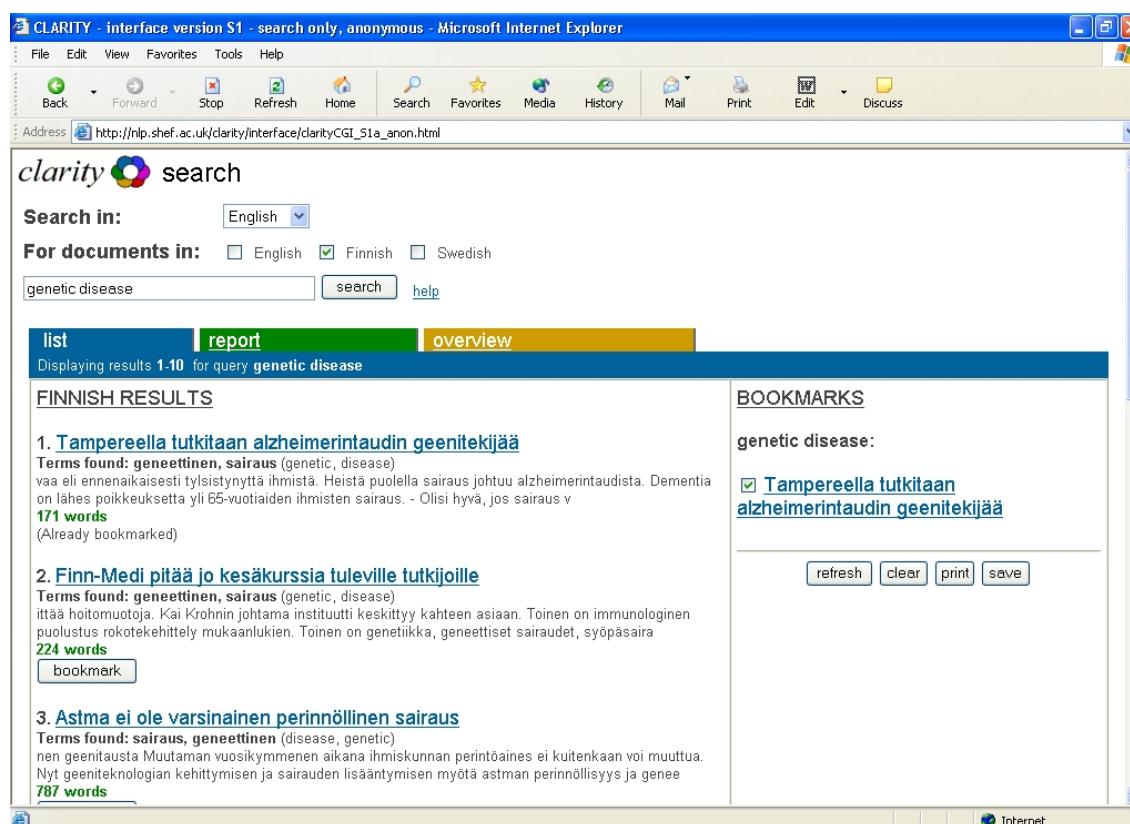 CLARITY - interface version S1 - search only, anonymous - Microsoft Internet Explorer
File Edit View Favorites Tools Help
Back Forward Stop Refresh Home Search Favorites Media History Mail Print Edit Discuss
Address http://nlp.shef.ac.uk/clarity/interface/clarityCGI_S1a_anon.html
clarity search
Search in: English
For documents in: English Finnish Swedish
genetic disease search help
list report overview
Displaying results 1-10 for query genetic disease
FINNISH RESULTS
1. Tampereella tutkitaan alzheimerintaudin geenitekijää
Terms found: geneettinen, sairaus (genetic, disease)
vaa eli ennenaikaisesti tylsistynyttä ihmistä. Heistä puolella sairaus johtuu alzheimerintaudista. Dementia
on lähes poikkeuksetta yli 65-vuotiaiden ihmisten sairaus. - Olisi hyvä, jos sairaus v
171 words
(Already bookmarked)
2. Finn-Medi pitää jo kesäkurssia tuleville tutkijoille
Terms found: geneettinen, sairaus (genetic, disease)
ittää hoitomuotoja. Kai Krohnin johtama instituutti keskittyy kahteen asiaan. Toinen on immunologinen
puolustus rokotekehittely mukaanlukien. Toinen on genetiikka, geneettiset sairaudet, syöpäsaira
224 words
bookmark
3. Astma ei ole varsinainen perinnöllinen sairaus
Terms found: sairaus, geneettinen (disease, genetic)
nen geenitausta Muutaman vuosikymmenen aikana ihmiskunnan perintöaines ei kuitenkaan voi muuttua.
Nyt geeniteknologian kehittymisen ja sairauden lisääntymisen myötä astman perinnöllisyys ja genee
787 words
BOOKMARKS
genetic disease:
Tampereella tutkitaan
alzheimerintaudin geenitekijää
refresh clear print save
Internet